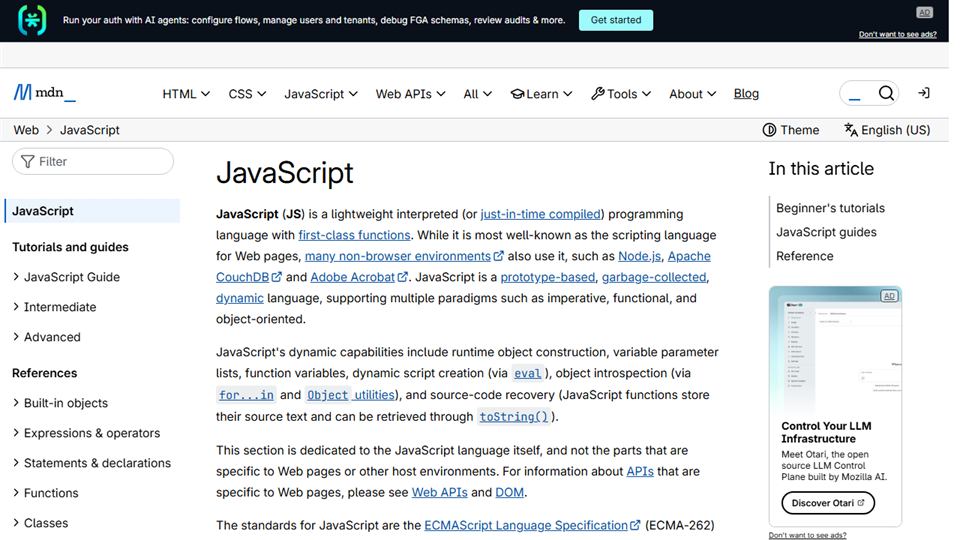 Run your auth with AI agents: configure flows, manage users and tenants, debug FGA schemas, review audits & more.
Get started
AD
Don't want to see ads?
mdn_
HTML
CSS
JavaScript
Web APIs
All
Learn
Tools
About
Blog
Web
JavaScript
Theme
English (US)
Filter
JavaScript
Tutorials and guides
JavaScript Guide
Intermediate
Advanced
References
Built-in objects
Expressions & operators
Statements & declarations
Functions
Classes
JavaScript
JavaScript (JS) is a lightweight interpreted (or just-in-time compiled) programming
language with first-class functions. While it is most well-known as the scripting language
for Web pages, many non-browser environments also use it, such as Node.js, Apache
CouchDB and Adobe Acrobat. JavaScript is a prototype-based, garbage-collected,
dynamic language, supporting multiple paradigms such as imperative, functional, and
object-oriented.
JavaScript's dynamic capabilities include runtime object construction, variable parameter
lists, function variables, dynamic script creation (via eval), object introspection (via
for...in and Object utilities), and source-code recovery (JavaScript functions store
their source text and can be retrieved through toString()).
This section is dedicated to the JavaScript language itself, and not the parts that are
specific to Web pages or other host environments. For information about APIs that are
specific to Web pages, please see Web APIs and DOM.
The standards for JavaScript are the ECMAScript Language Specification (ECMA-262)
In this article
Beginner's tutorials
JavaScript guides
Reference
AD
Control Your LLM
Infrastructure
Meet Otari, the open
source LLM Control
Plane built by Mozilla AI.
Discover Otari
Don't want to see ads?